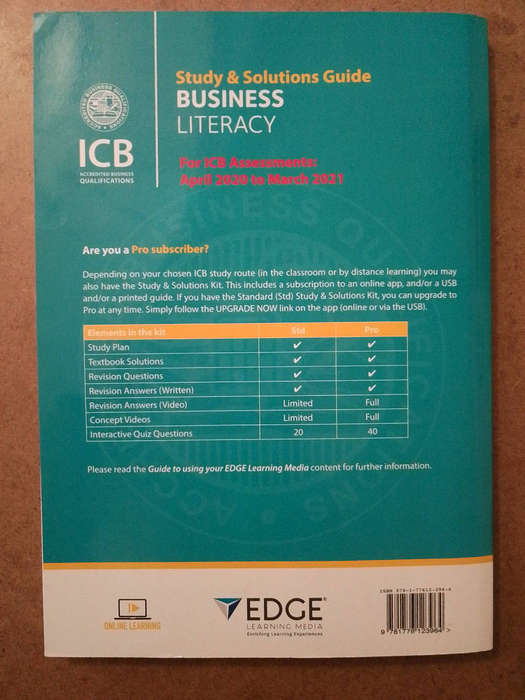 Study & Solutions Guide
BUSINESS
LITERACY
ICB
ACCREDITED BUSINESS
QUALIFICATIONS
For ICB Assessments:
April 2020 to March 2021
Are you a Pro subscriber?
Depending on your chosen ICB study route (in the classroom or by distance learning) you may
also have the Study & Solutions Kit. This includes a subscription to an online app, and/or a USB
and/or a printed guide. If you have the Standard (Std) Study & Solutions Kit, you can upgrade to
Pro at any time. Simply follow the UPGRADE NOW link on the app (online or via the USB).
Elements in the kit Std Pro
Study Plan ✔ ✔
Textbook Solutions ✔ ✔
Revision Questions ✔ ✔
Revision Answers (Written) ✔ ✔
Revision Answers (Video) Limited Full
Concept Videos Limited Full
Interactive Quiz Questions 20 40
Please read the Guide to using your EDGE Learning Media content for further information.
ONLINE LEARNING
EDGE
LEARNING MEDIA
Enriching Learning Experiences
9 781776 123964 >